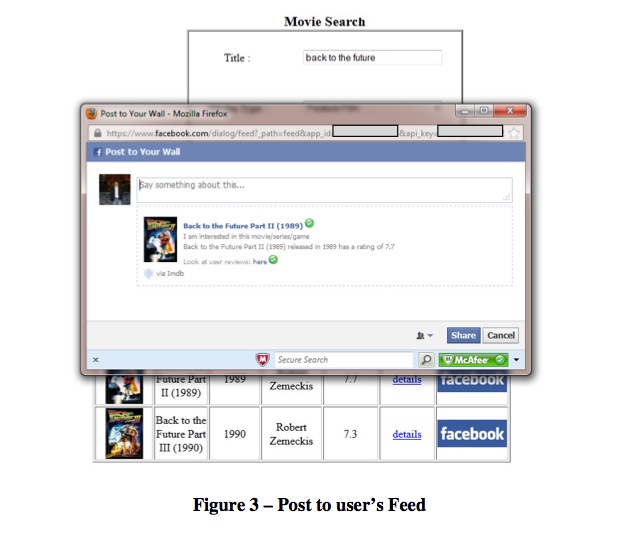 Movie Search
Title :
back to the future
Post to Your Wall - Mozilla Firefox
https://www.facebook.com/dialog/feed?_path=feed&app_id
&api_key=
Post to Your Wall
Say something about this...
Back to the Future Part II (1989)
I am interested in this movie/series/game
Back to the Future Part II (1989) released in 1989 has a rating of 7.7
Look at user reviews: here
via Imdb
Share
Cancel
x
Secure Search
McAfee
Future Part
II (1989)
1989
Zemeckis
7.7
details
facebook
Back to the
Future Part
III (1990)
1990
Robert
Zemeckis
7.3
details
facebook
Figure 3 – Post to user’s Feed